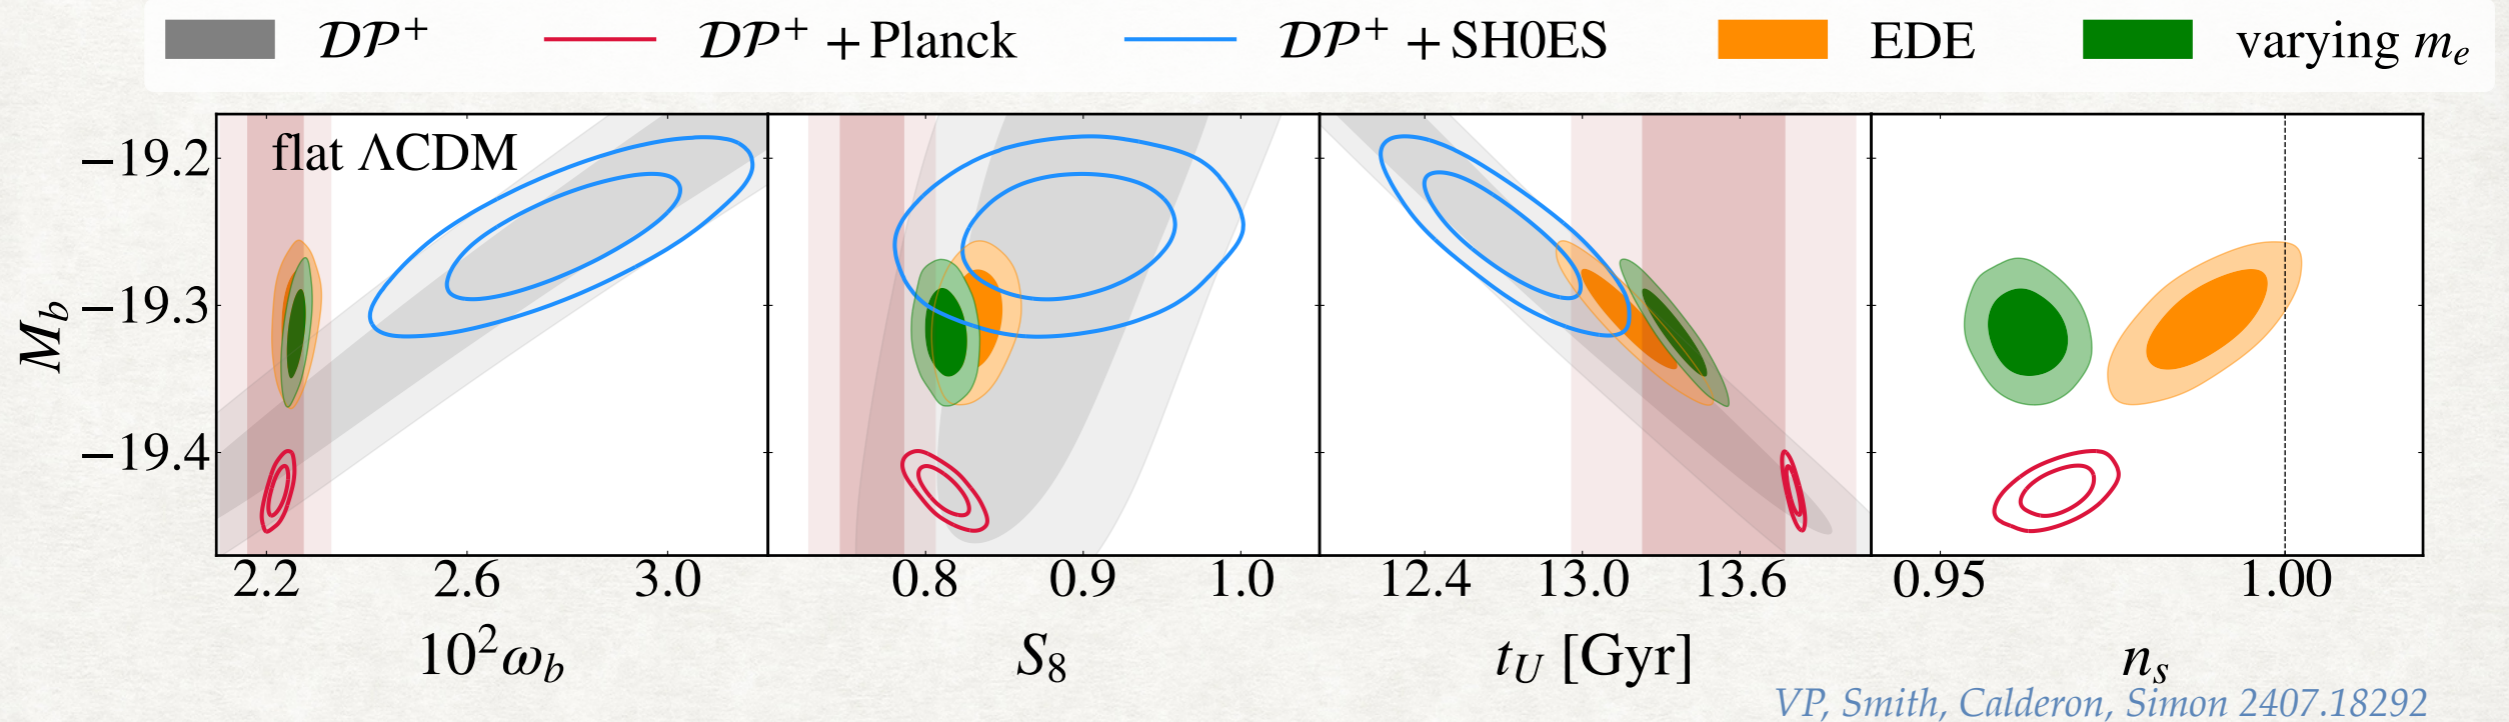 𝒟𝒫⁺ 𝒟𝒫⁺ + Planck 𝒟𝒫⁺ + SH0ES EDE varying mₑ
flat ΛCDM
−19.2
−19.3
−19.4
M_b
2.2 2.6 3.0 0.8 0.9 1.0 12.4 13.0 13.6 0.95 1.00
10²ω_b S₈ t_U [Gyr] n_s
VP, Smith, Calderon, Simon 2407.18292